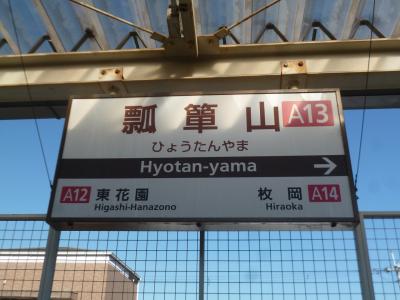 瓢箪山 A13
ひょうたんやま
Hyotan-yama →
A12 東花園 枚岡 A14
Higashi-Hanazono Hiraoka